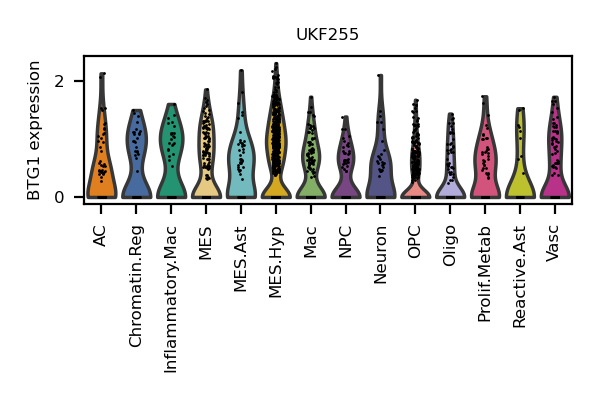 UKF255
BTG1 expression
2
0
AC
Chromatin.Reg
Inflammatory.Mac
MES
MES.Ast
MES.Hyp
Mac
NPC
Neuron
OPC
Oligo
Prolif.Metab
Reactive.Ast
Vasc